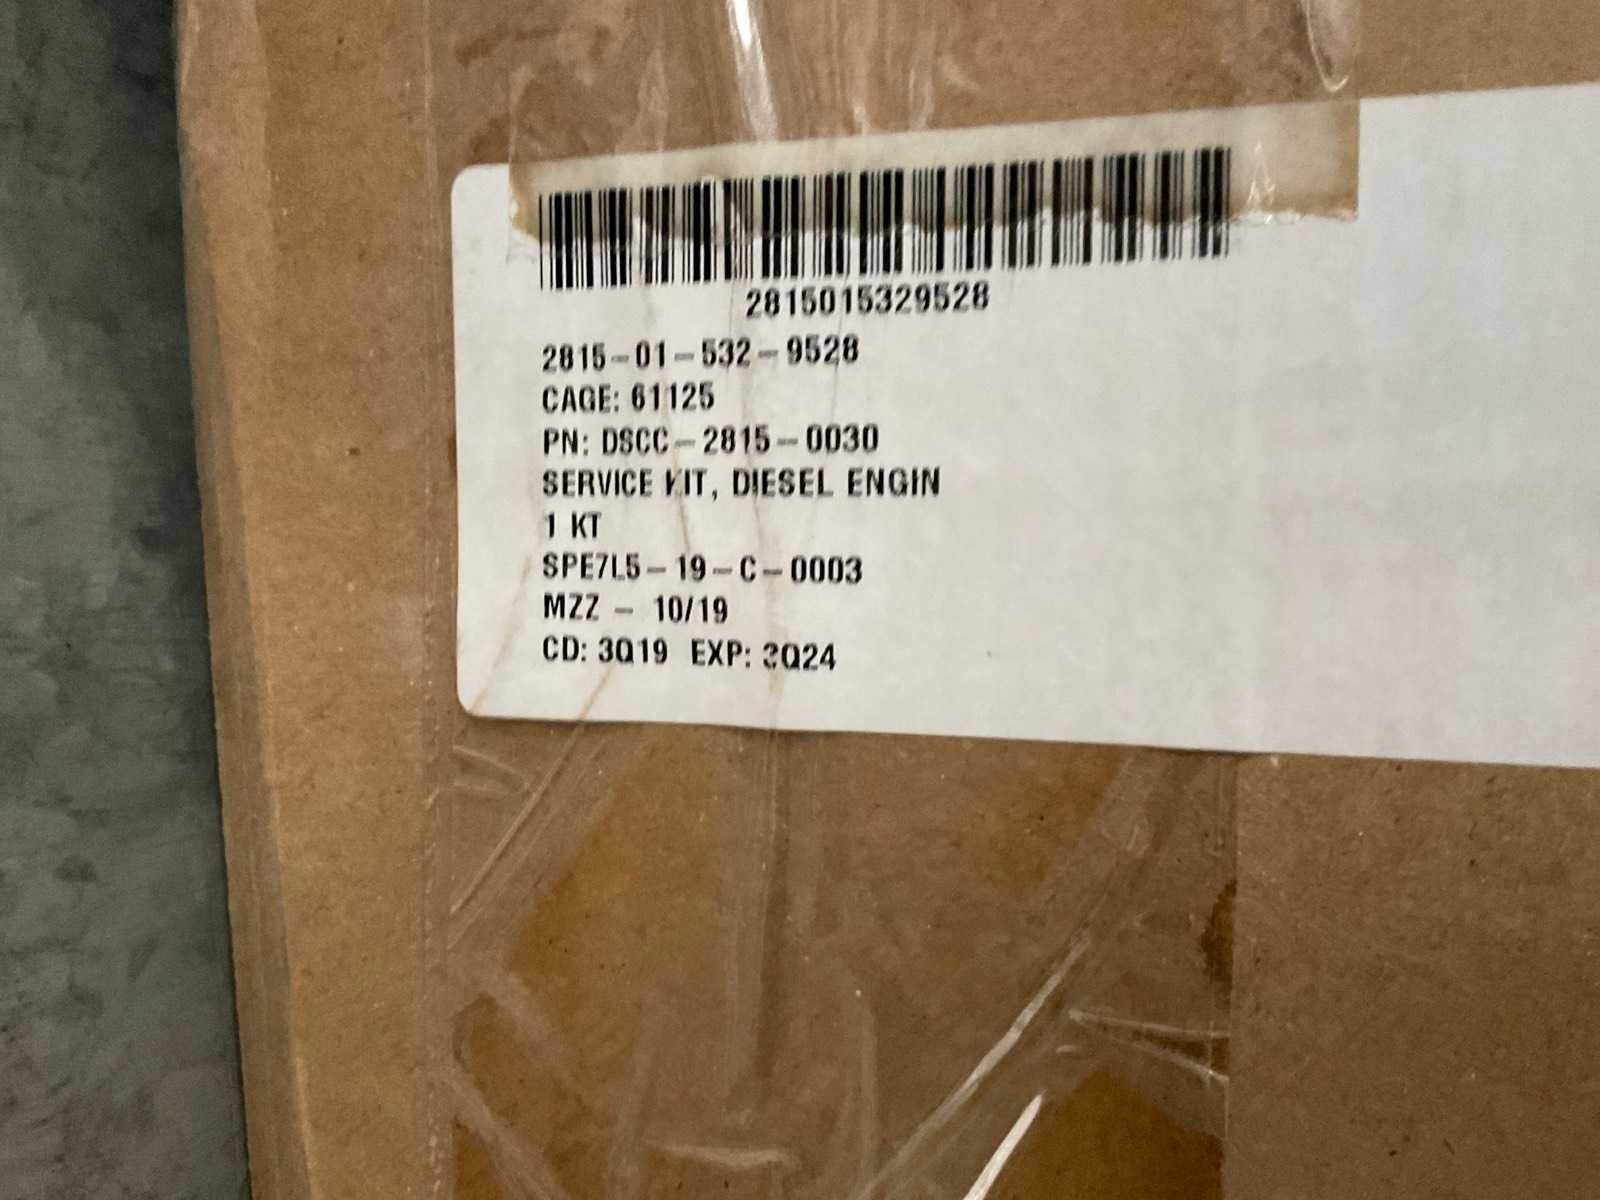 2815015329528
2815-01-532-9528
CAGE: 61125
PN: DSCC-2815-0030
SERVICE KIT, DIESEL ENGIN
1 KT
SPE7L5-19-C-0003
MZZ - 10/19
CD: 3Q19 EXP: 3Q24